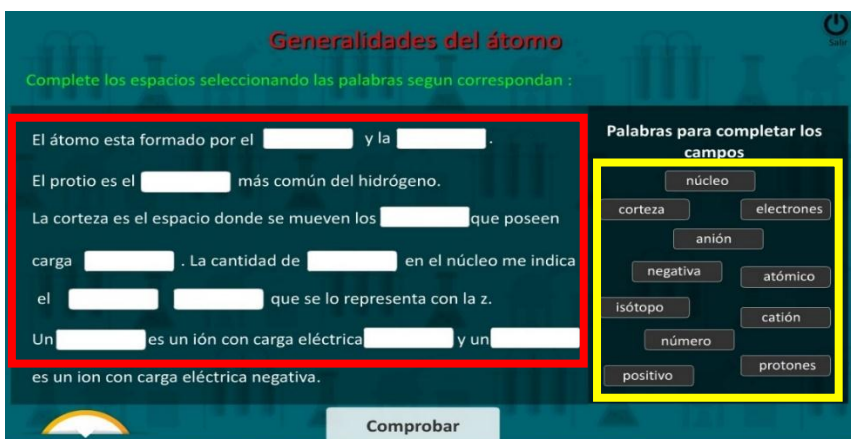 Generalidades del átomo
Salir
Complete los espacios seleccionando las palabras segun correspondan :
El átomo esta formado por el y la .
El protio es el más común del hidrógeno.
La corteza es el espacio donde se mueven los que poseen
carga . La cantidad de en el núcleo me indica
el que se lo representa con la z.
Un es un ión con carga eléctrica y un
es un ion con carga eléctrica negativa.
Palabras para completar los
campos
núcleo
corteza electrones
anión
negativa atómico
isótopo catión
número
positivo protones
Comprobar